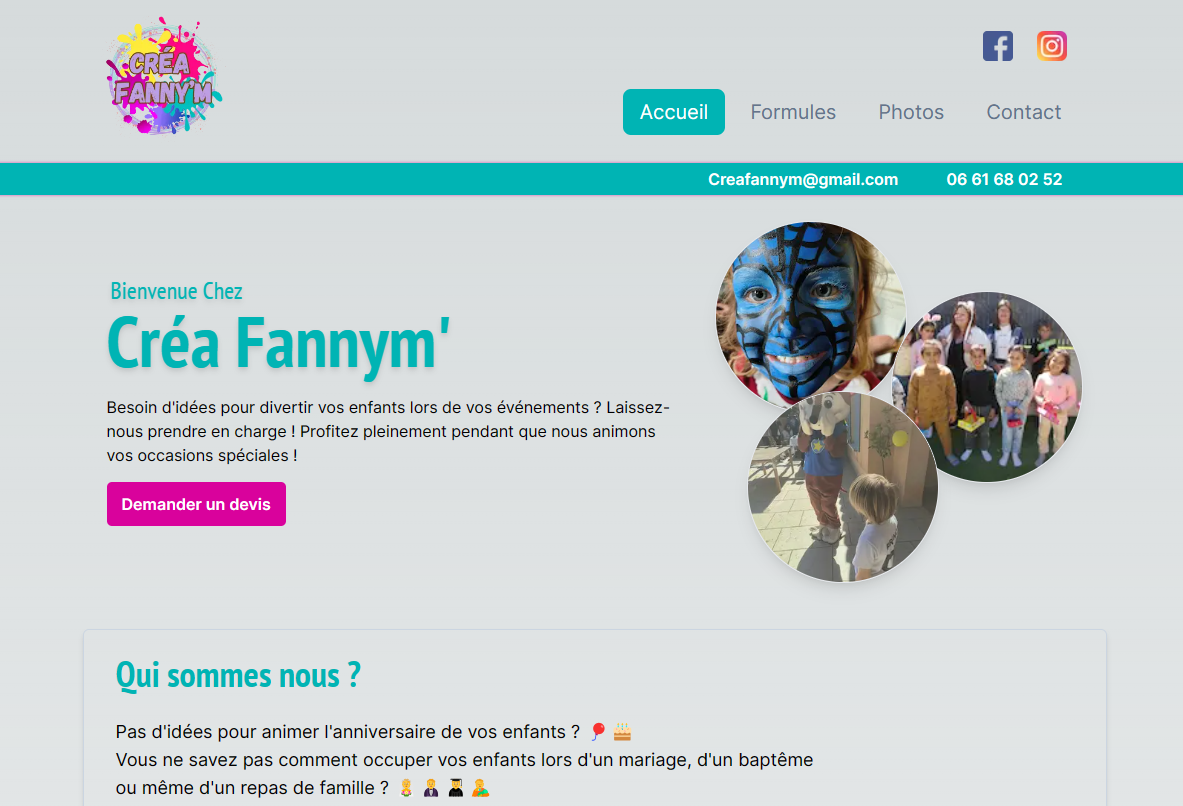 CRÉA
FANNY'M
Accueil
Formules
Photos
Contact
Creafannym@gmail.com
06 61 68 02 52
Bienvenue Chez
Créa Fannym'
Besoin d'idées pour divertir vos enfants lors de vos événements ? Laissez-
nous prendre en charge ! Profitez pleinement pendant que nous animons
vos occasions spéciales !
Demander un devis
Qui sommes nous ?
Pas d'idées pour animer l'anniversaire de vos enfants ? 🎈 🎂
Vous ne savez pas comment occuper vos enfants lors d'un mariage, d'un baptême
ou même d'un repas de famille ?